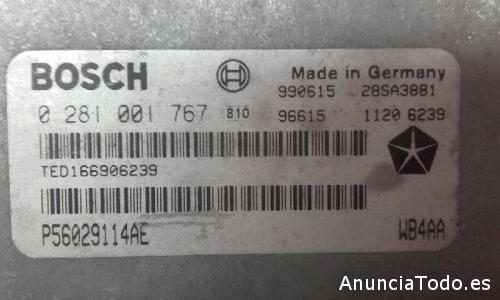 BOSCH
Made in Germany
990615 28SA3881
0 281 001 767 810
96615 1120 6239
TED166906239
P56029114AE
WB4AA
AnunciaTodo.es